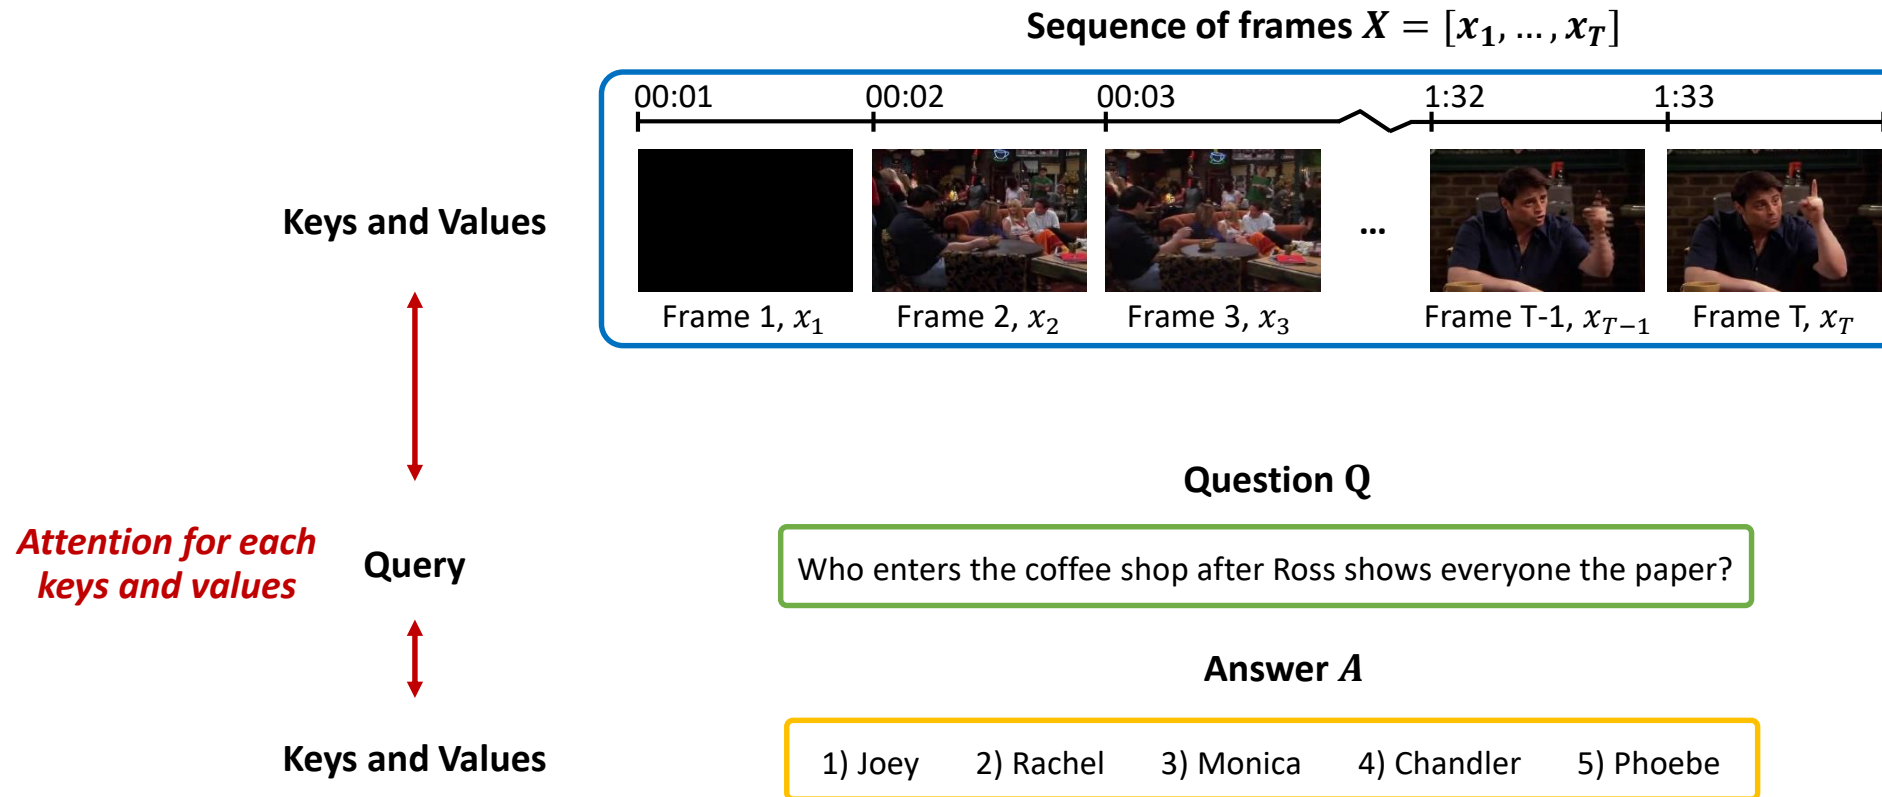 Sequence of frames X = [x₁, … , x_T]
00:01 00:02 00:03 1:32 1:33
Keys and Values
...
Frame 1, x₁ Frame 2, x₂ Frame 3, x₃ Frame T-1, x_{T−1} Frame T, x_T
Question Q
Attention for each
keys and values
Query
Who enters the coffee shop after Ross shows everyone the paper?
Answer A
Keys and Values
1) Joey 2) Rachel 3) Monica 4) Chandler 5) Phoebe